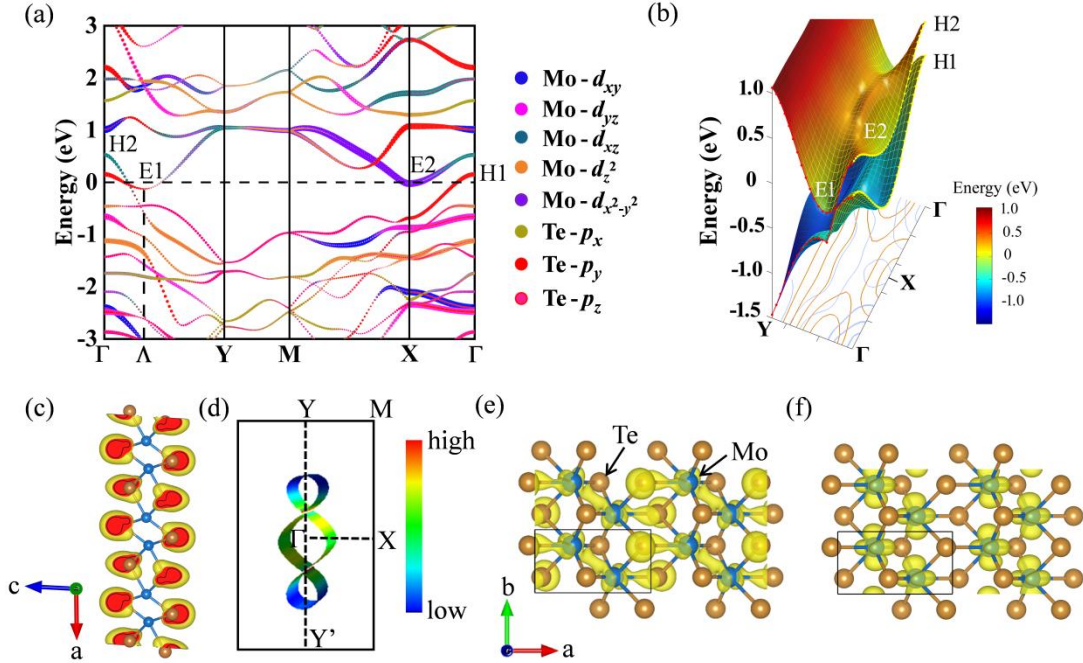 (a)
3
2
1
0
-1
-2
-3
Energy (eV)
H2
E1
E2
H1
Γ
Λ
Y
M
X
Γ
Mo - dxy
Mo - dyz
Mo - dxz
Mo - dz²
Mo - dx²-y²
Te - px
Te - py
Te - pz
(b)
H2
H1
1.0
0.5
0
-0.5
-1.0
-1.5
Energy (eV)
E1
E2
Y
Γ
X
Γ
Energy (eV)
1.0
0.5
0
-0.5
-1.0
(c)
c
a
(d)
Y
M
Γ
X
Y'
high
low
(e)
Te
Mo
b
a
(f)